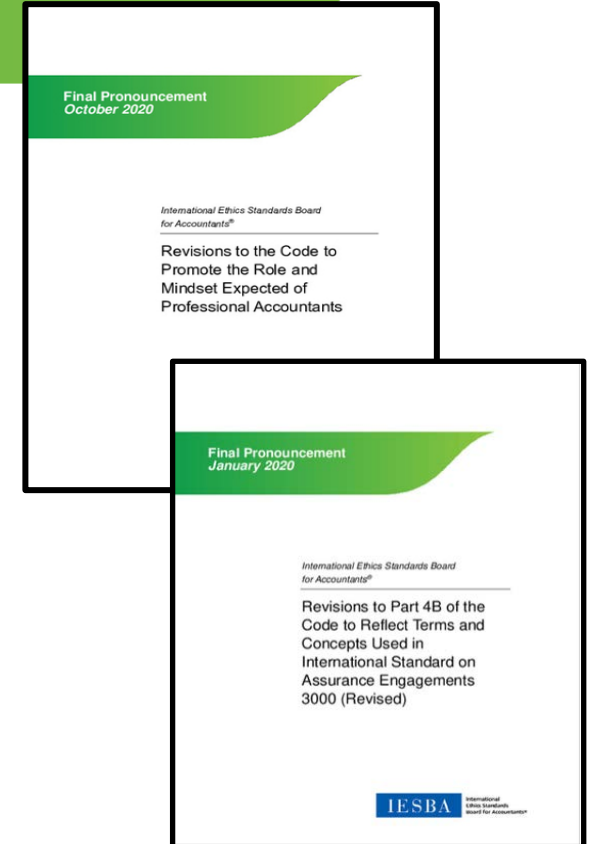 Final Pronouncement
October 2020
International Ethics Standards Board
for Accountants®
Revisions to the Code to
Promote the Role and
Mindset Expected of
Professional Accountants
Final Pronouncement
January 2020
International Ethics Standards Board
for Accountants®
Revisions to Part 4B of the
Code to Reflect Terms and
Concepts Used in
International Standard on
Assurance Engagements
3000 (Revised)
IESBA
International
Ethics Standards
Board for Accountants®